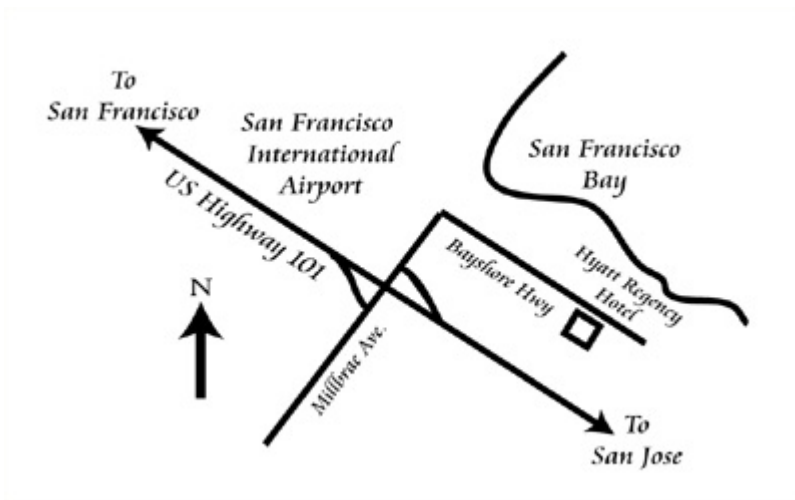 To
San Francisco
San Francisco
International
Airport
San Francisco
Bay
US Highway 101
Bayshore Hwy
Hyatt Regency
Hotel
N
Millbrae Ave.
To
San Jose